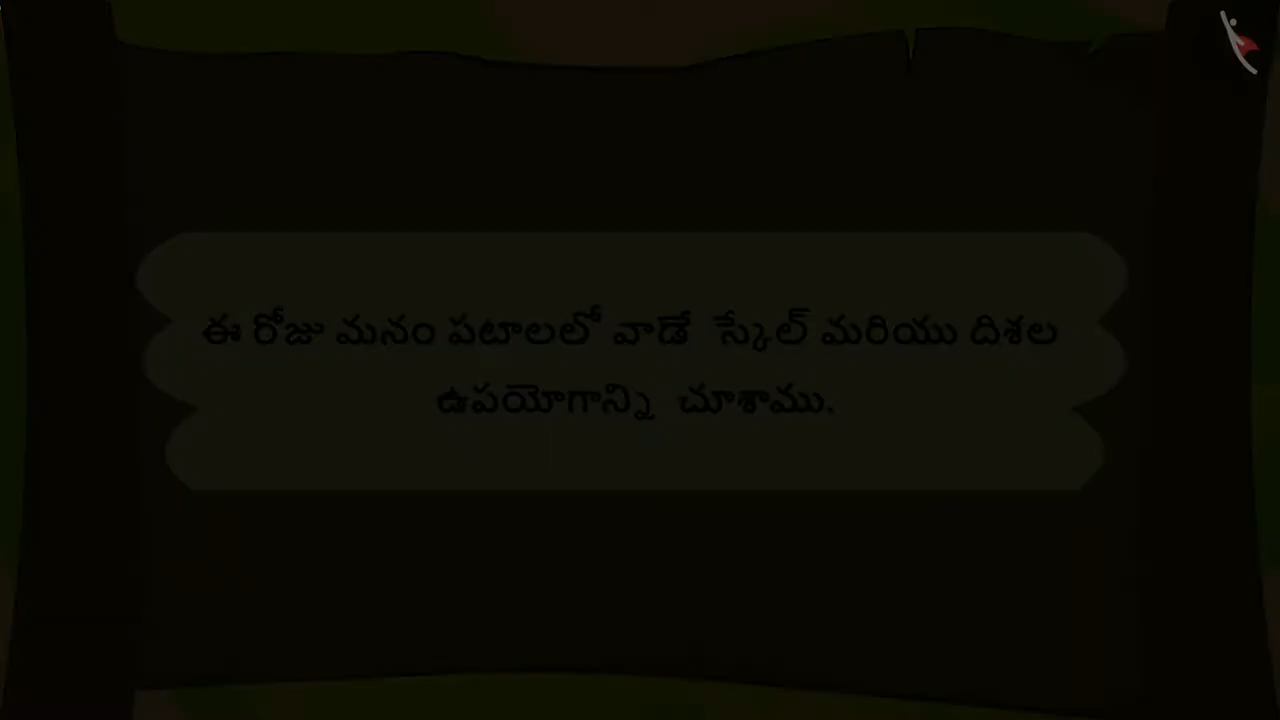 ఈ రోజు మనం పటాలలో వాడే స్కేల్ మరియు దిశల
ఉపయోగాన్ని చూశాము.